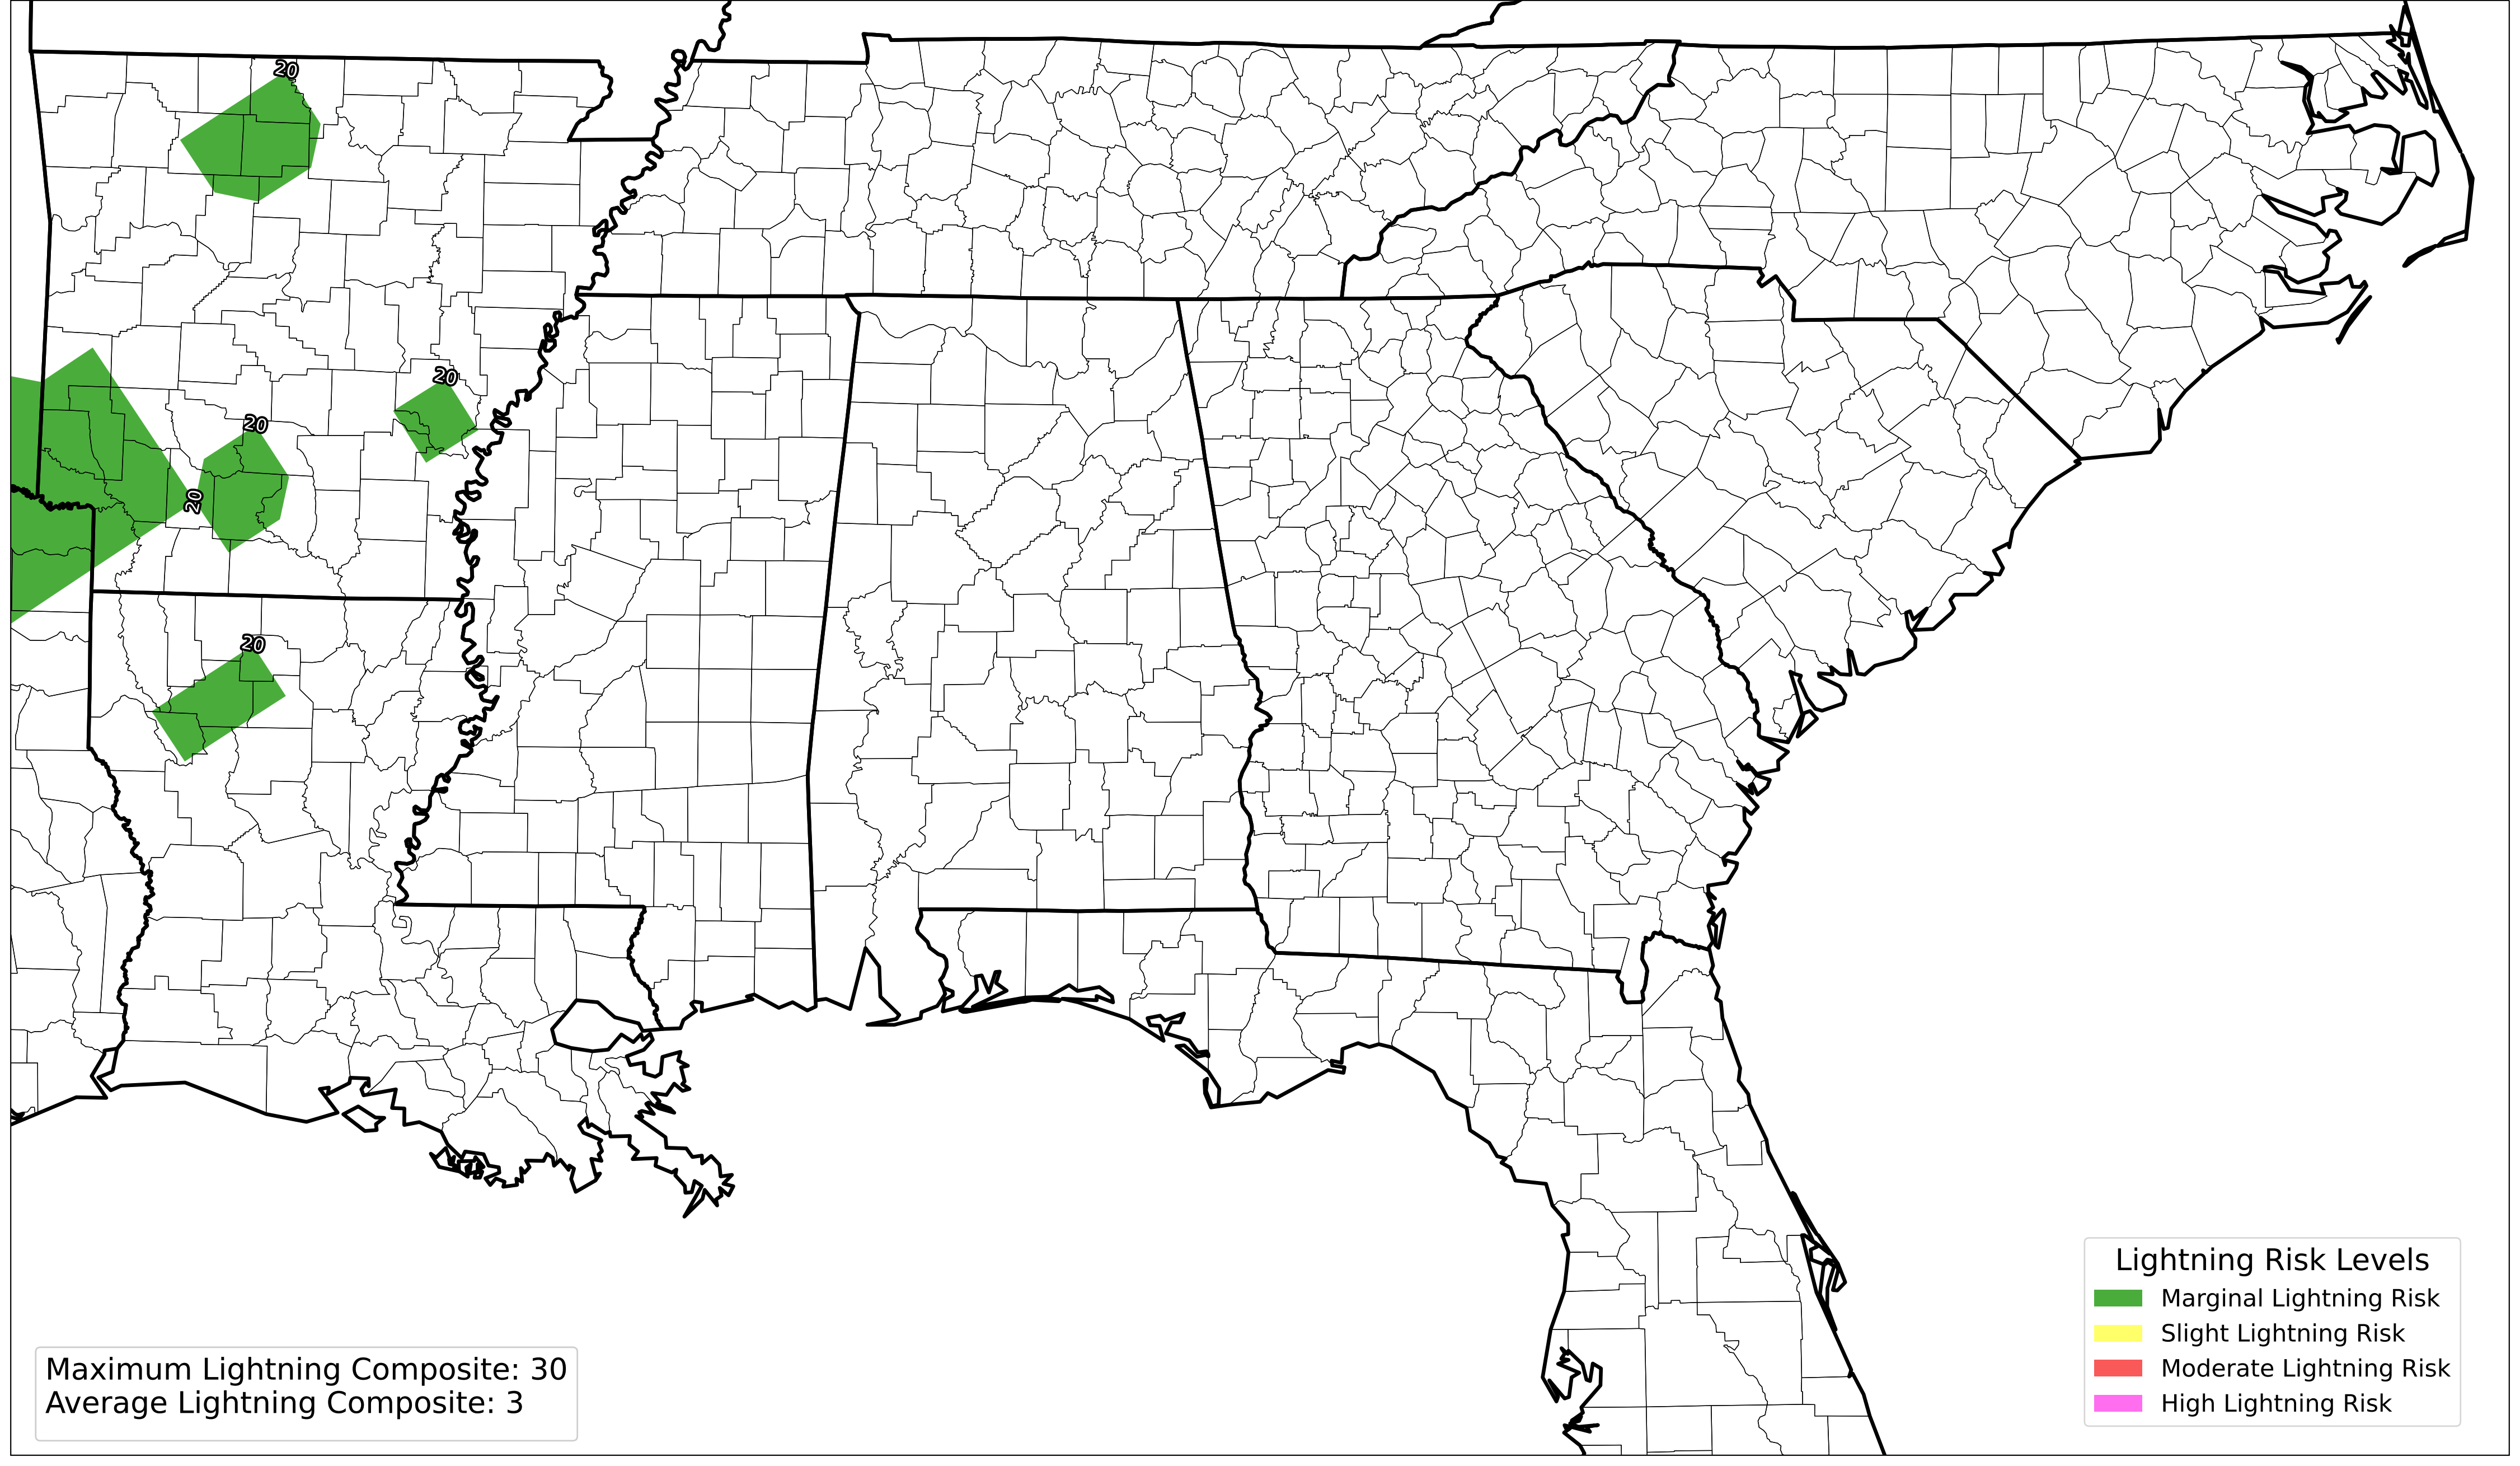 20
20
20
20
20
Maximum Lightning Composite: 30
Average Lightning Composite: 3
Lightning Risk Levels
Marginal Lightning Risk
Slight Lightning Risk
Moderate Lightning Risk
High Lightning Risk